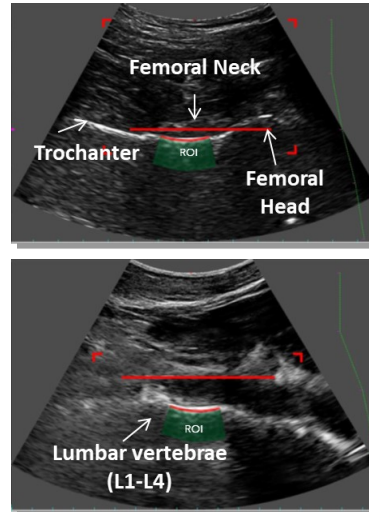 Femoral Neck
Trochanter
ROI
Femoral
Head
ROI
Lumbar vertebrae
(L1-L4)